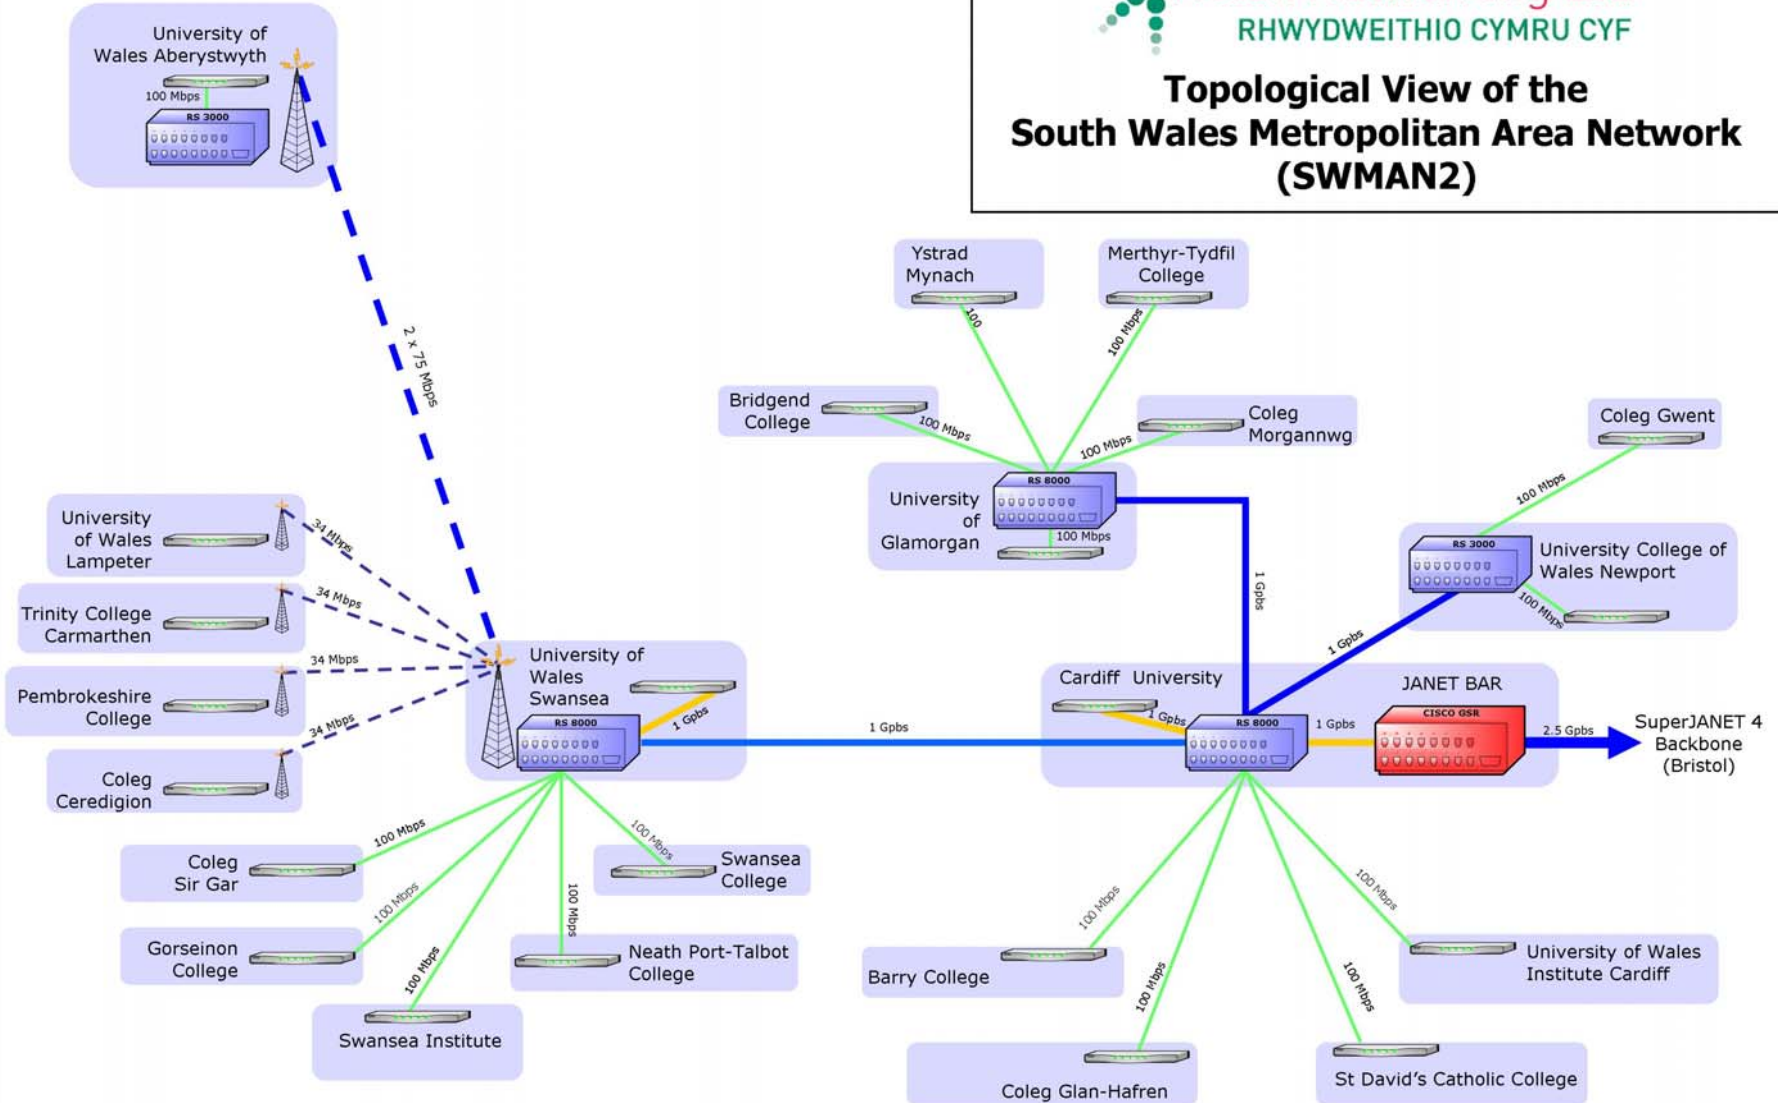 RHWYDWEITHIO CYMRU CYF
Topological View of the
South Wales Metropolitan Area Network
(SWMAN2)
University of
Wales Aberystwyth
100 Mbps
RS 3000
2 x 75 Mbps
Ystrad
Mynach
100
Merthyr-Tydfil
College
100 Mbps
Bridgend
College
100 Mbps
Coleg
Morgannwg
100 Mbps
Coleg Gwent
100 Mbps
University
of
Glamorgan
RS 8000
100 Mbps
1 Gpbs
RS 3000
University College of
Wales Newport
100 Mbps
1 Gpbs
University
of Wales
Lampeter
34 Mbps
Trinity College
Carmarthen
34 Mbps
Pembrokeshire
College
34 Mbps
Coleg
Ceredigion
34 Mbps
University of
Wales
Swansea
RS 8000
1 Gpbs
1 Gpbs
Cardiff University
1 Gpbs
RS 8000
1 Gpbs
JANET BAR
CISCO GSR
2.5 Gpbs
SuperJANET 4
Backbone
(Bristol)
Coleg
Sir Gar
100 Mbps
Gorseinon
College
100 Mbps
Swansea Institute
100 Mbps
Neath Port-Talbot
College
100 Mbps
Swansea
College
100 Mbps
Barry College
100 Mbps
Coleg Glan-Hafren
100 Mbps
St David's Catholic College
100 Mbps
University of Wales
Institute Cardiff
100 Mbps